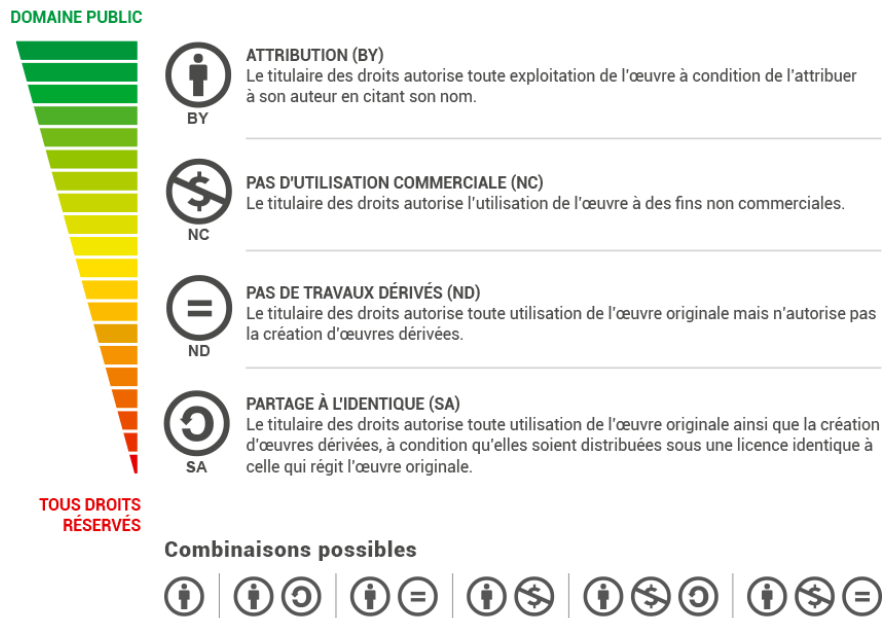 DOMAINE PUBLIC
ATTRIBUTION (BY)
Le titulaire des droits autorise toute exploitation de l'œuvre à condition de l'attribuer
à son auteur en citant son nom.
BY
PAS D'UTILISATION COMMERCIALE (NC)
Le titulaire des droits autorise l'utilisation de l'œuvre à des fins non commerciales.
NC
PAS DE TRAVAUX DÉRIVÉS (ND)
Le titulaire des droits autorise toute utilisation de l'œuvre originale mais n'autorise pas
la création d'œuvres dérivées.
ND
PARTAGE À L'IDENTIQUE (SA)
Le titulaire des droits autorise toute utilisation de l'œuvre originale ainsi que la création
d'œuvres dérivées, à condition qu'elles soient distribuées sous une licence identique à
celle qui régit l'œuvre originale.
SA
TOUS DROITS
RÉSERVÉS
Combinaisons possibles